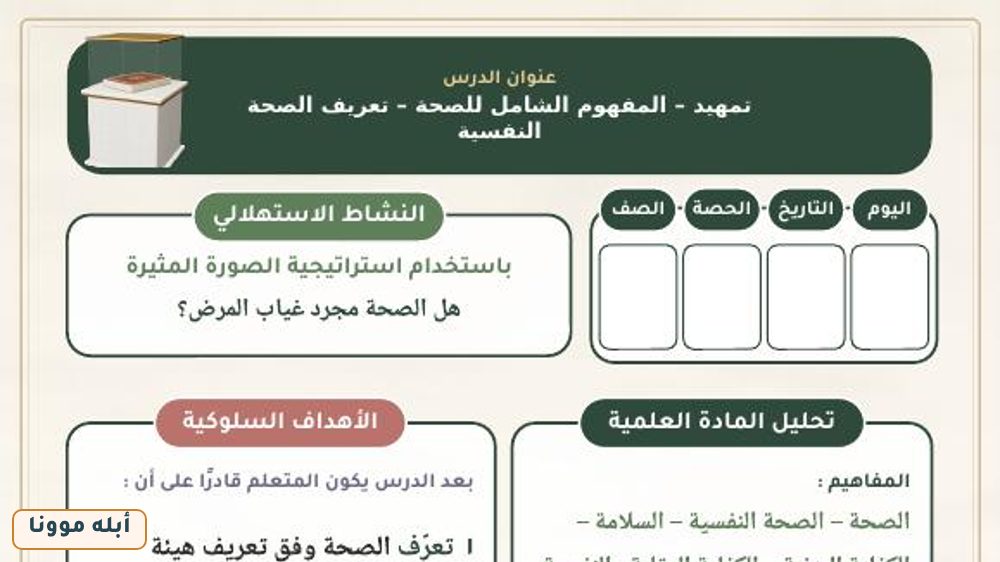 عنوان الدرس
تمهيد – المفهوم الشامل للصحة – تعريف الصحة
النفسية
اليوم
التاريخ
الحصة
الصف
النشاط الاستهلالي
باستخدام استراتيجية الصورة المثيرة
هل الصحة مجرد غياب المرض؟
تحليل المادة العلمية
المفاهيم :
الصحة – الصحة النفسية – السلامة –
الأهداف السلوكية
بعد الدرس يكون المتعلم قادرًا على أن :
١ تعرّف الصحة وفق تعريف هيئة
أبله موونا